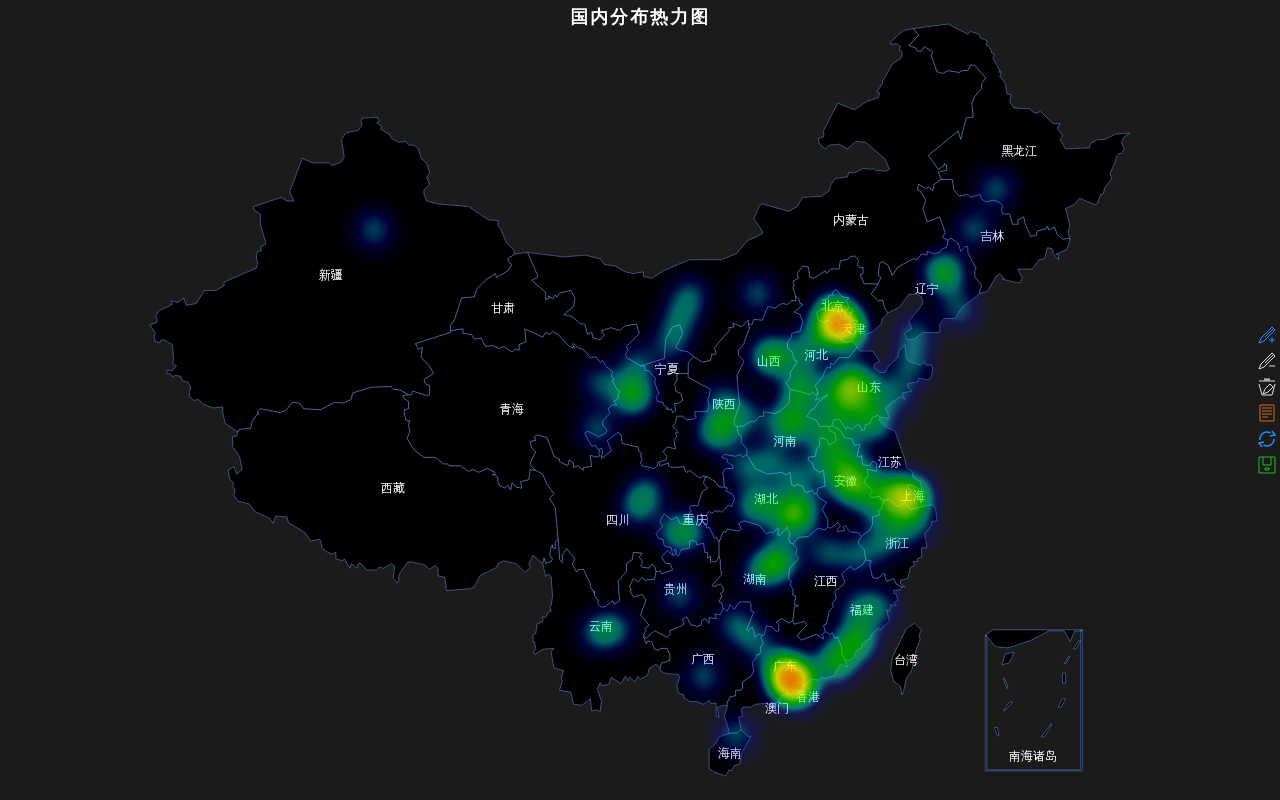 国内分布热力图
黑龙江
内蒙古
吉林
新疆
辽宁
甘肃
北京
天津
河北
山西
宁夏
山东
陕西
青海
河南
江苏
安徽
西藏
上海
湖北
四川
重庆
浙江
湖南
江西
贵州
福建
云南
广西
台湾
广东
香港
澳门
海南
南海诸岛